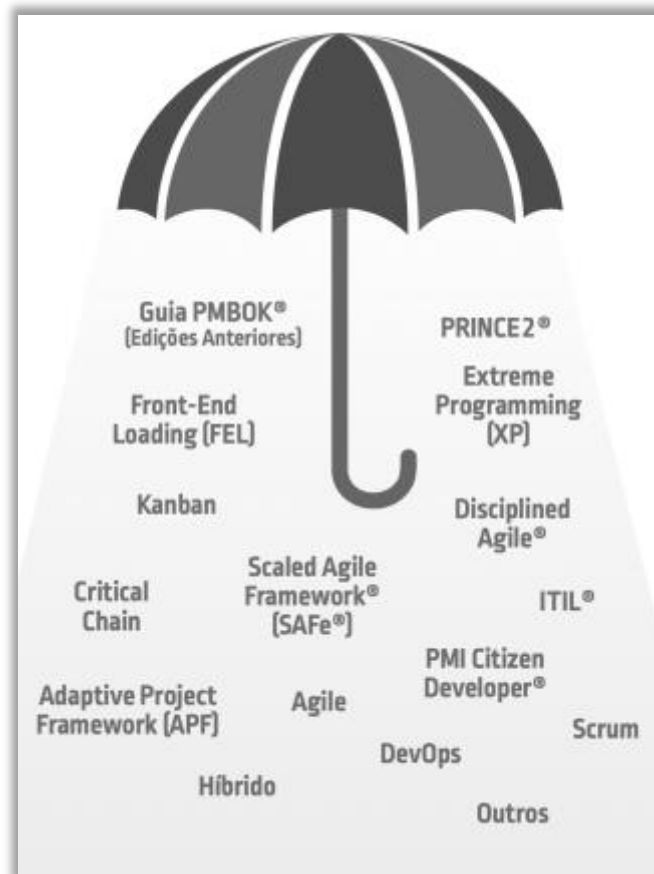 Guia PMBOK®
(Edições Anteriores)
PRINCE2®
Extreme
Programming
(XP)
Front-End
Loading (FEL)
Kanban
Disciplined
Agile®
Scaled Agile
Framework®
(SAFe®)
Critical
Chain
ITIL®
PMI Citizen
Developer®
Adaptive Project
Framework (APF)
Agile
Scrum
DevOps
Híbrido
Outros